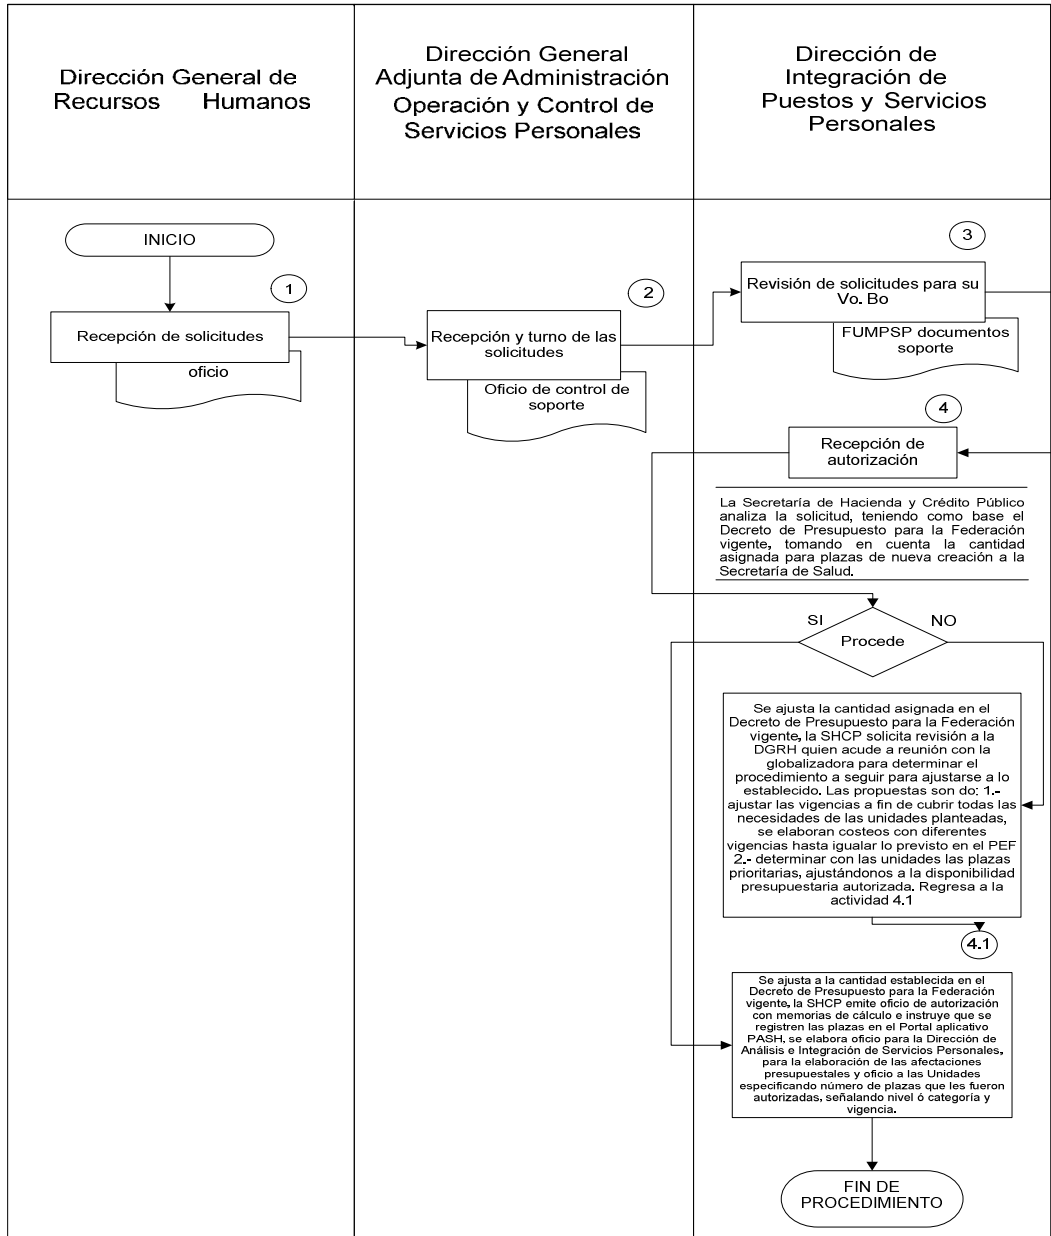 Dirección General de
Recursos Humanos
Dirección General
Adjunta de Administración
Operación y Control de
Servicios Personales
Dirección de
Integración de
Puestos y Servicios
Personales
INICIO
1
Recepción de solicitudes
oficio
2
Recepción y turno de las
solicitudes
Oficio de control de
soporte
3
Revisión de solicitudes para su
Vo. Bo
FUMPSP documentos
soporte
4
Recepción de
autorización
La Secretaría de Hacienda y Crédito Público
analiza la solicitud, teniendo como base el
Decreto de Presupuesto para la Federación
vigente, tomando en cuenta la cantidad
asignada para plazas de nueva creación a la
Secretaría de Salud.
SI
NO
Procede
Se ajusta la cantidad asignada en el
Decreto de Presupuesto para la Federación
vigente, la SHCP solicita revisión a la
DGRH quien acude a reunión con la
globalizadora para determinar el
procedimiento a seguir para ajustarse a lo
establecido. Las propuestas son do: 1.-
ajustar las vigencias a fin de cubrir todas las
necesidades de las unidades planteadas,
se elaboran costeos con diferentes
vigencias hasta igualar lo previsto en el PEF
2.- determinar con las unidades las plazas
prioritarias, ajustándonos a la disponibilidad
presupuestaria autorizada. Regresa a la
actividad 4.1
4.1
Se ajusta a la cantidad establecida en el
Decreto de Presupuesto para la Federación
vigente, la SHCP emite oficio de autorización
con memorias de cálculo e instruye que se
registren las plazas en el Portal aplicativo
PASH, se elabora oficio para la Dirección de
Análisis e Integración de Servicios Personales,
para la elaboración de las afectaciones
presupuestales y oficio a las Unidades
especificando número de plazas que les fueron
autorizadas, señalando nivel ó categoría y
vigencia.
FIN DE
PROCEDIMIENTO